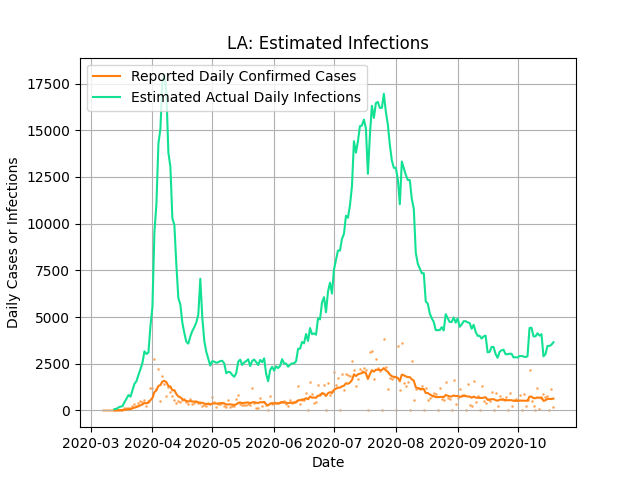 LA: Estimated Infections
Reported Daily Confirmed Cases
Estimated Actual Daily Infections
17500
15000
12500
10000
7500
5000
2500
0
Daily Cases or Infections
2020-03 2020-04 2020-05 2020-06 2020-07 2020-08 2020-09 2020-10
Date